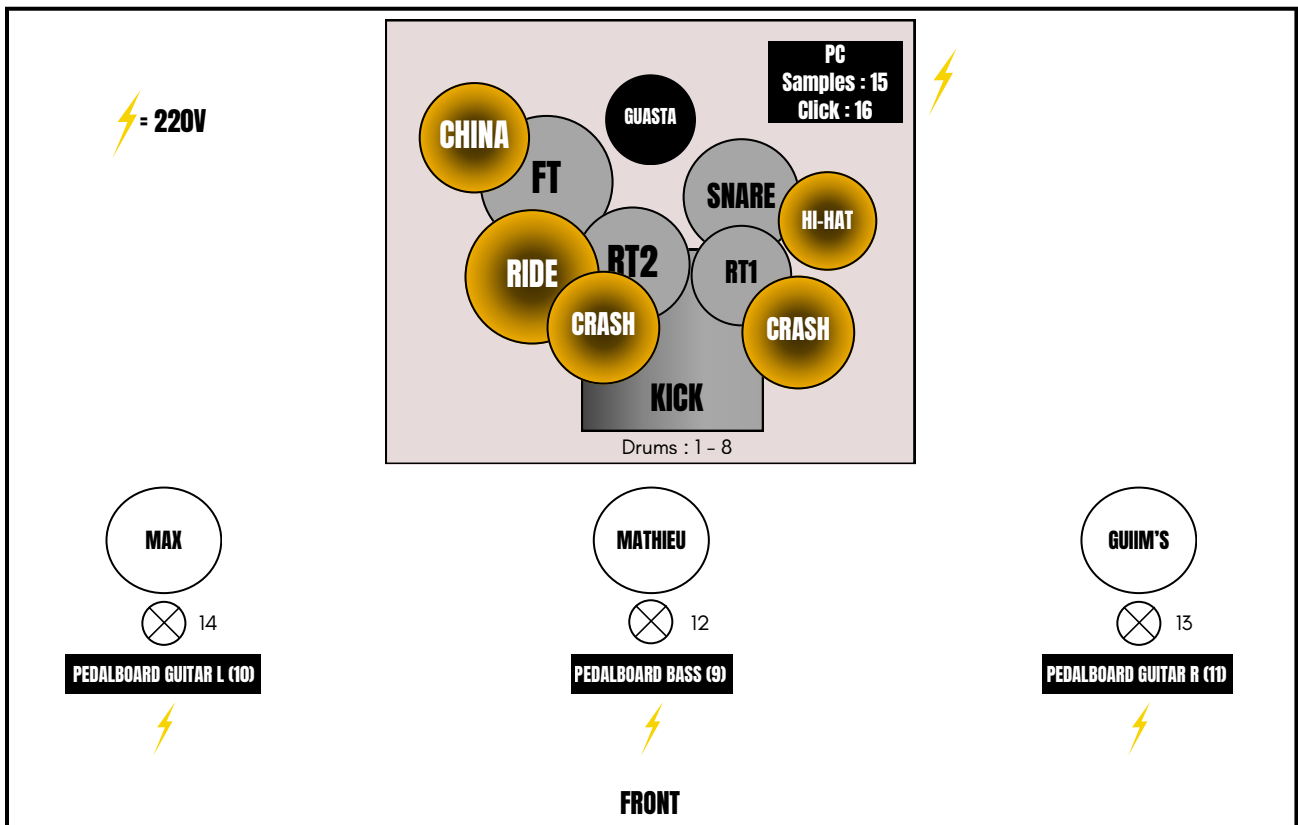 = 220V
PC
Samples : 15
Click : 16
GUASTA
CHINA
FT
SNARE
HI-HAT
RIDE
RT2
RT1
CRASH
CRASH
KICK
Drums : 1 - 8
MAX
MATHIEU
GUIIM'S
14
12
13
PEDALBOARD GUITAR L (10)
PEDALBOARD BASS (9)
PEDALBOARD GUITAR R (11)
FRONT